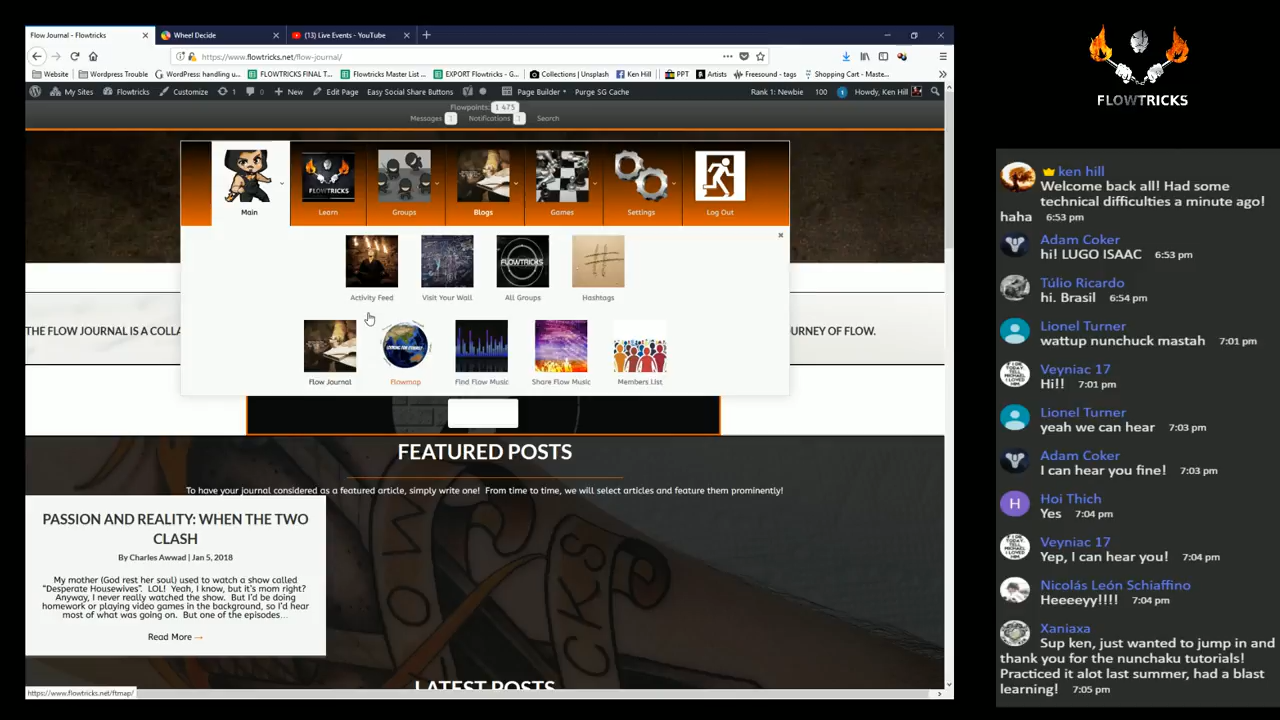 Flow Journal - Flowtricks
Wheel Decide
(13) Live Events - YouTube
https://www.flowtricks.net/flow-journal/
Website
Wordpress Trouble
WordPress: handling u...
FLOWTRICKS FINAL T...
Flowtricks Master List ...
EXPORT Flowtricks - G...
Collections | Unsplash
Ken Hill
PPT
Artists
Freesound - tags
Shopping Cart - Maste...
My Sites
Flowtricks
Customize
1
0
New
Edit Page
Easy Social Share Buttons
Page Builder
Purge SG Cache
Rank 1: Newbie
100
1
Howdy, Ken Hill
Flowpoints: 1 475
Messages
Notifications
Search
FLOWTRICKS
Main
Learn
Groups
Blogs
Games
Settings
Log Out
FLOWTRICKS
Activity Feed
Visit Your Wall
All Groups
Hashtags
LOOKING FOR FTRIBE?
Flow Journal
Flowmap
Find Flow Music
Share Flow Music
Members List
THE FLOW JOURNAL IS A COLLA
URNEY OF FLOW.
FEATURED POSTS
To have your journal considered as a featured article, simply write one! From time to time, we will select articles and feature them prominently!
PASSION AND REALITY: WHEN THE TWO
CLASH
By Charles Awwad | Jan 5, 2018
My mother (God rest her soul) used to watch a show called
"Desperate Housewives". LOL! Yeah, I know, but it's mom right?
Anyway, I never really watched the show. But I'd be doing
homework or playing video games in the background, so I'd hear
most of what was going on. But one of the episodes...
Read More →
LATEST POSTS
https://www.flowtricks.net/ftmap/
FLOWTRICKS
ken hill
Welcome back all! Had some
technical difficulties a minute ago!
haha 6:53 pm
Adam Coker
hi! LUGO ISAAC 6:53 pm
Túlio Ricardo
hi. Brasil 6:54 pm
Lionel Turner
wattup nunchuck mastah 7:01 pm
Veyniac 17
Hi!! 7:01 pm
Lionel Turner
yeah we can hear 7:03 pm
Adam Coker
I can hear you fine! 7:03 pm
H
Hoi Thich
Yes 7:04 pm
Veyniac 17
Yep, I can hear you! 7:04 pm
Nicolás León Schiaffino
Heeeeyy!!!! 7:04 pm
Xaniaxa
Sup ken, just wanted to jump in and
thank you for the nunchaku tutorials!
Practiced it alot last summer, had a blast
learning! 7:05 pm